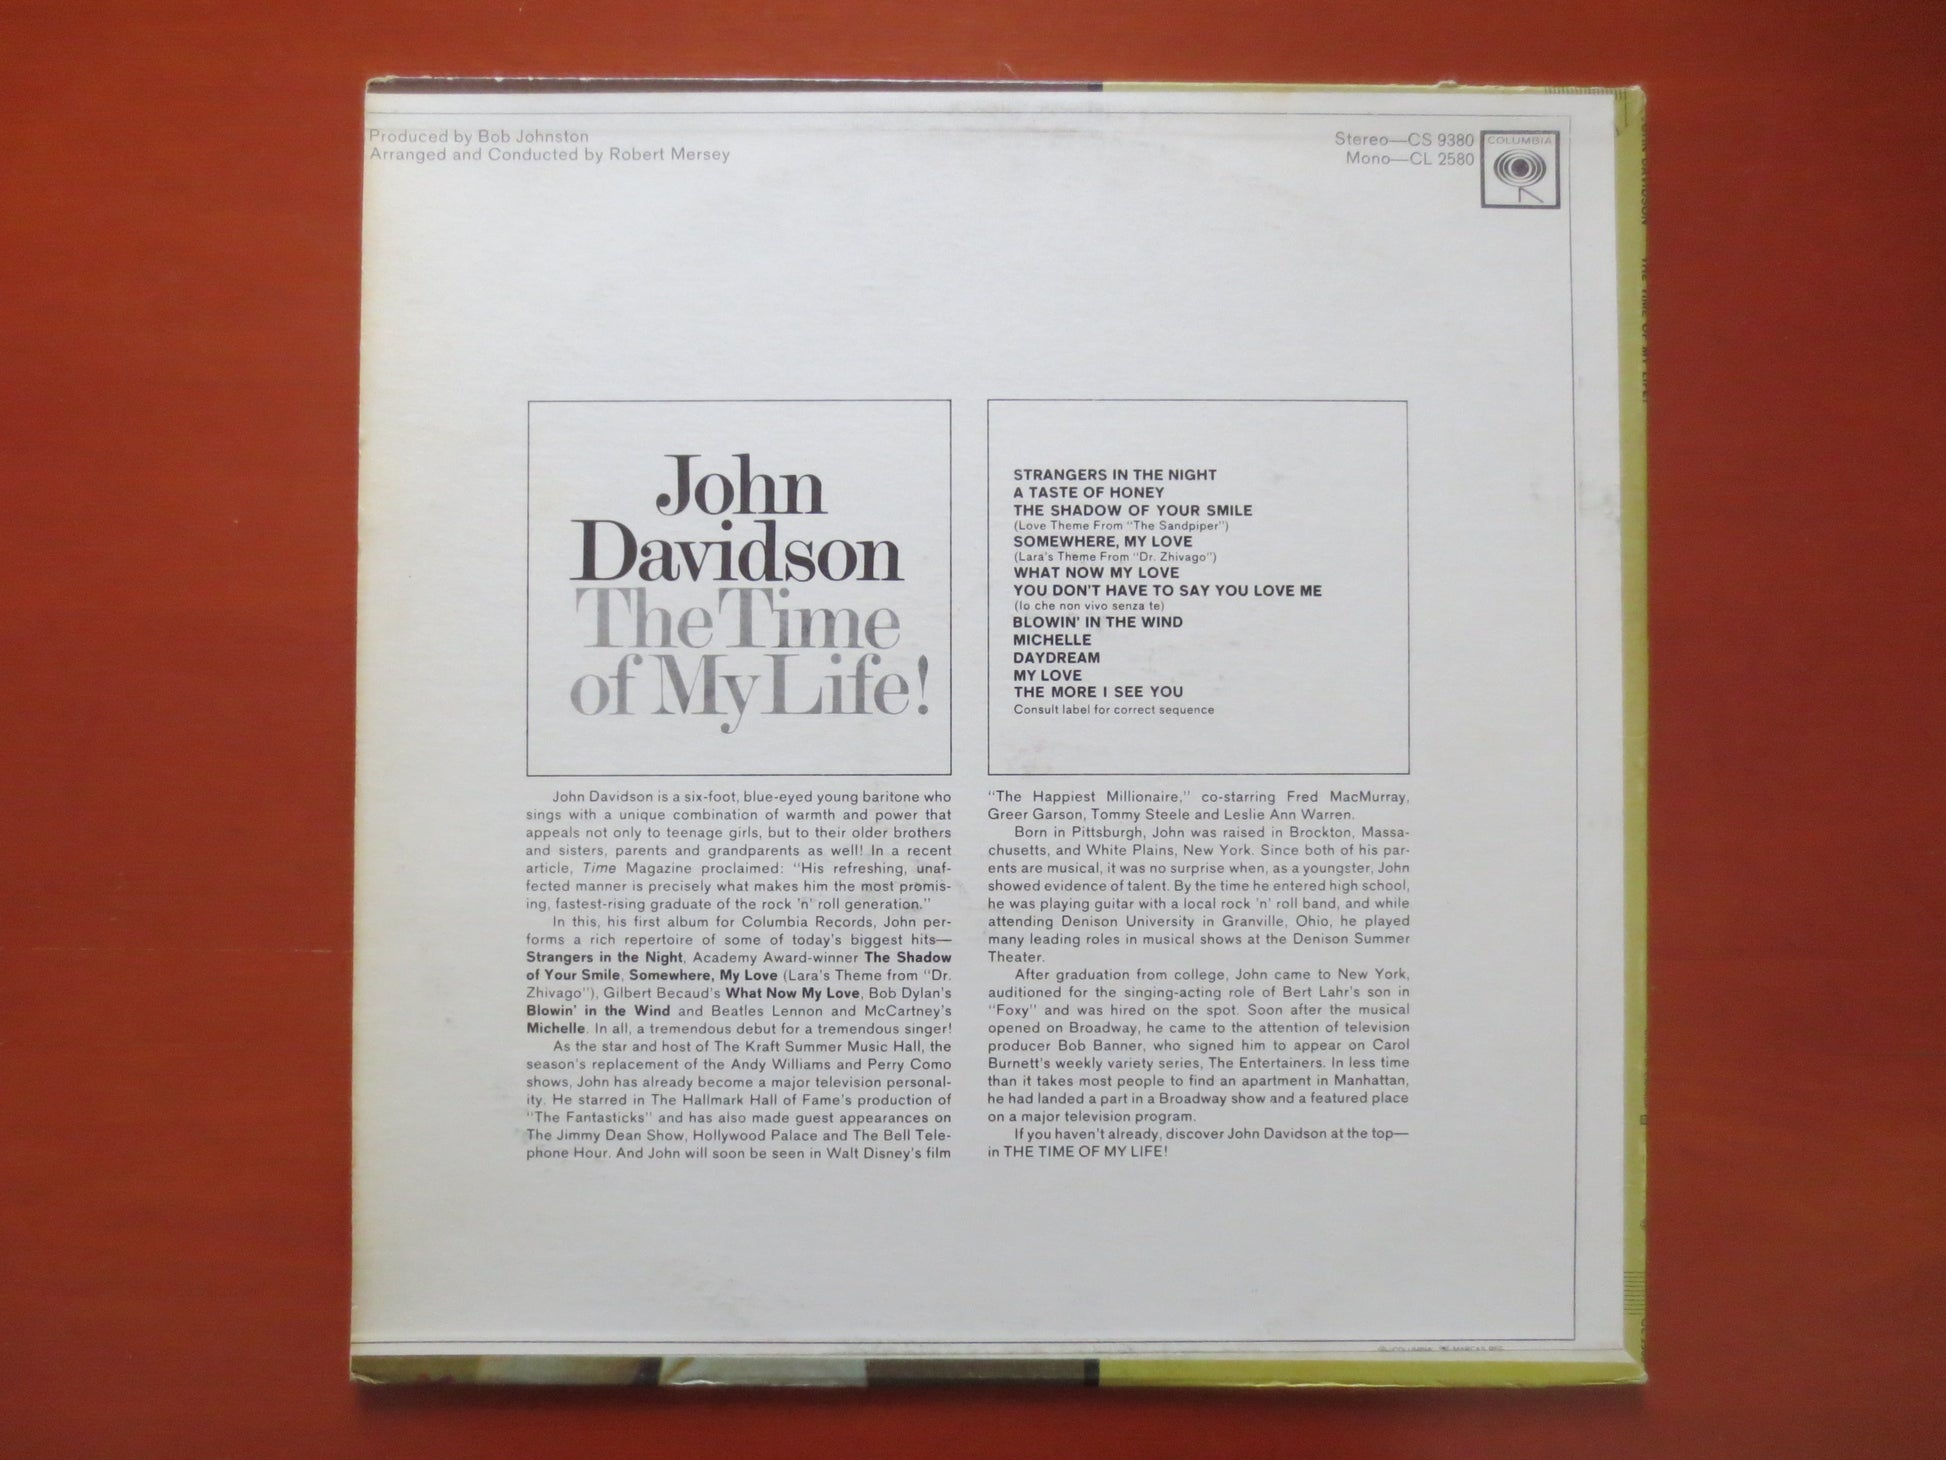 Produced by Bob Johnston
Arranged and Conducted by Robert Mersey
Stereo—CS 9380
Mono—CL 2580
COLUMBIA
John
Davidson
The Time
of My Life!
STRANGERS IN THE NIGHT
A TASTE OF HONEY
THE SHADOW OF YOUR SMILE
(Love Theme From "The Sandpiper")
SOMEWHERE, MY LOVE
(Lara's Theme From "Dr. Zhivago")
WHAT NOW MY LOVE
YOU DON'T HAVE TO SAY YOU LOVE ME
(Io che non vivo senza te)
BLOWIN' IN THE WIND
MICHELLE
DAYDREAM
MY LOVE
THE MORE I SEE YOU
Consult label for correct sequence
John Davidson is a six-foot, blue-eyed young baritone who
sings with a unique combination of warmth and power that
appeals not only to teenage girls, but to their older brothers
and sisters, parents and grandparents as well! In a recent
article, Time Magazine proclaimed: "His refreshing, unaf-
fected manner is precisely what makes him the most promis-
ing, fastest-rising graduate of the rock 'n' roll generation."
In this, his first album for Columbia Records, John per-
forms a rich repertoire of some of today's biggest hits—
Strangers in the Night, Academy Award-winner The Shadow
of Your Smile, Somewhere, My Love (Lara's Theme from "Dr.
Zhivago"), Gilbert Becaud's What Now My Love, Bob Dylan's
Blowin' in the Wind and Beatles Lennon and McCartney's
Michelle. In all, a tremendous debut for a tremendous singer!
As the star and host of The Kraft Summer Music Hall, the
season's replacement of the Andy Williams and Perry Como
shows, John has already become a major television personal-
ity. He starred in The Hallmark Hall of Fame's production of
"The Fantasticks" and has also made guest appearances on
The Jimmy Dean Show, Hollywood Palace and The Bell Tele-
phone Hour. And John will soon be seen in Walt Disney's film
"The Happiest Millionaire," co-starring Fred MacMurray,
Greer Garson, Tommy Steele and Leslie Ann Warren.
Born in Pittsburgh, John was raised in Brockton, Massa-
chusetts, and White Plains, New York. Since both of his par-
ents are musical, it was no surprise when, as a youngster, John
showed evidence of talent. By the time he entered high school,
he was playing guitar with a local rock 'n' roll band, and while
attending Denison University in Granville, Ohio, he played
many leading roles in musical shows at the Denison Summer
Theater.
After graduation from college, John came to New York,
auditioned for the singing-acting role of Bert Lahr's son in
"Foxy" and was hired on the spot. Soon after the musical
opened on Broadway, he came to the attention of television
producer Bob Banner, who signed him to appear on Carol
Burnett's weekly variety series, The Entertainers. In less time
than it takes most people to find an apartment in Manhattan,
he had landed a part in a Broadway show and a featured place
on a major television program.
If you haven't already, discover John Davidson at the top—
in THE TIME OF MY LIFE!
JOHN DAVIDSON THE TIME OF MY LIFE!